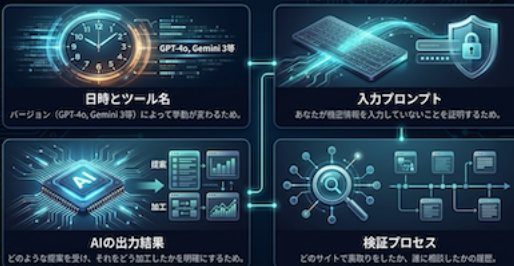 GPT-4o, Gemini 3等
日時とツール名
バージョン（GPT-4o, Gemini 3等）によって挙動が変わるため。
入力プロンプト
あなたが機密情報を入力していないことを証明するため。
AI
提案
加工
AIの出力結果
どのような提案を受け、それをどう加工したかを明確にするため。
検証プロセス
どのサイトで裏取りをしたか、誰に相談したかの履歴。